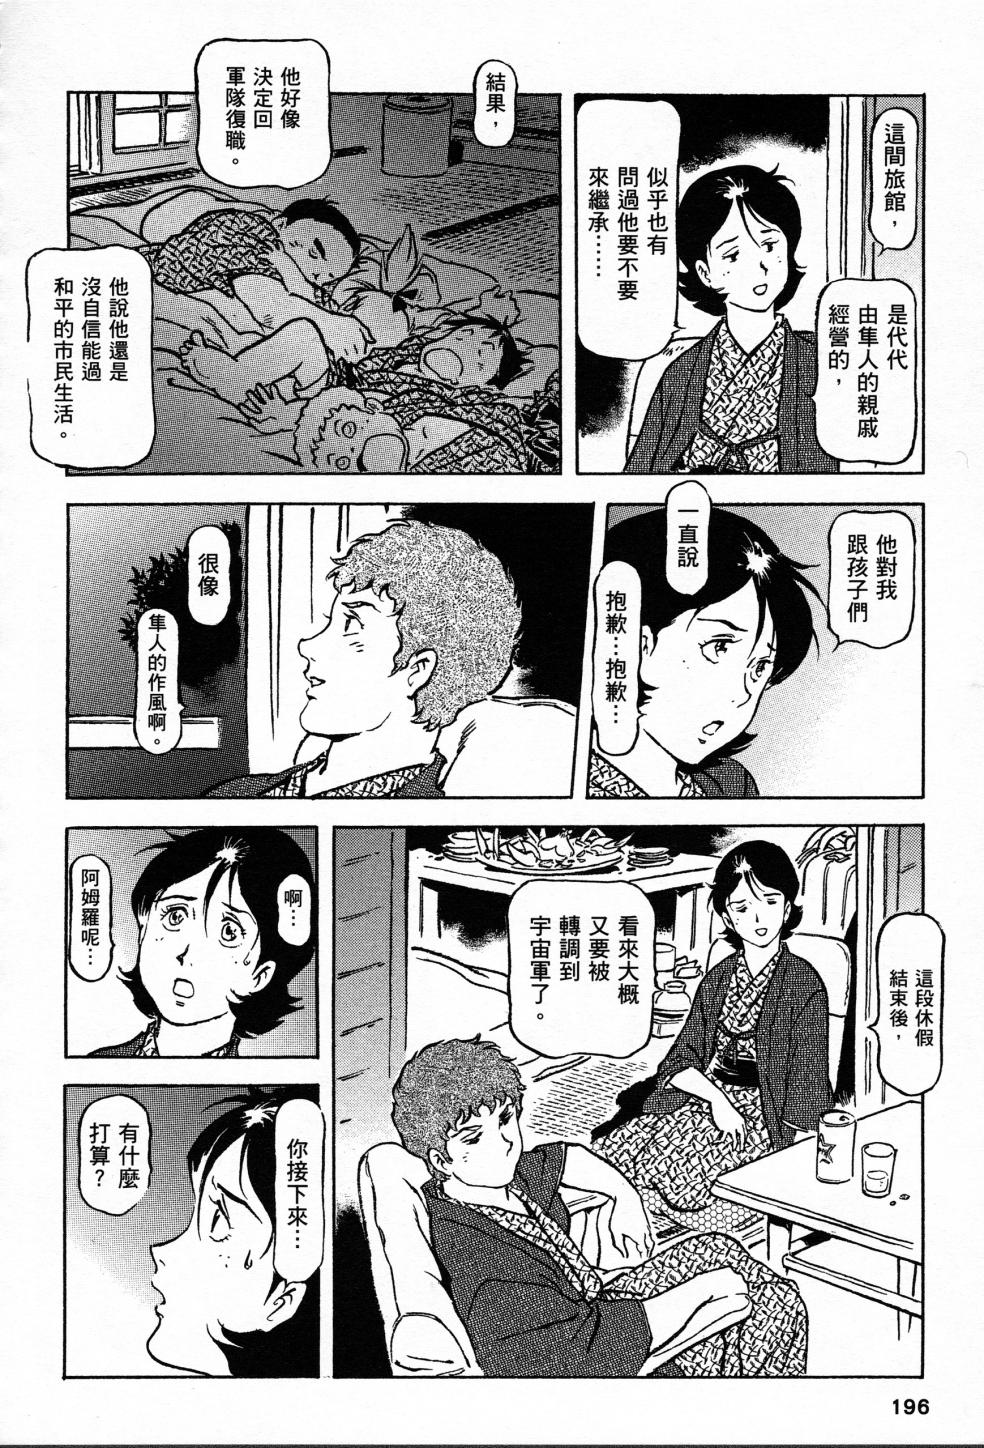 這間旅館，
是代代
由隼人的親戚
經營的，
似乎也有
問過他要不要
來繼承……
結果，
他好像
決定回
軍隊復職。
他說他還是
沒自信能過
和平的市民生活。
他對我
跟孩子們
一直說
抱歉…抱歉…
很像
隼人的作風啊。
這段休假
結束後，
看來大概
又要被
轉調到
宇宙軍了。
啊…
阿姆羅呢…
你接下來…
有什麼
打算？
196